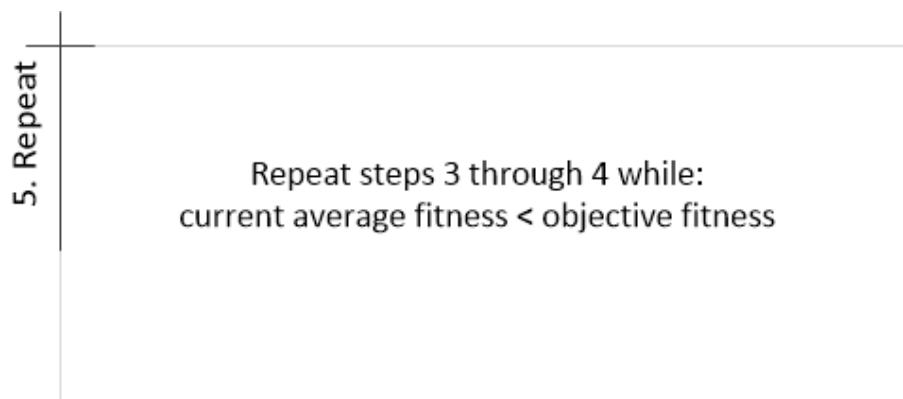 5. Repeat
Repeat steps 3 through 4 while:
current average fitness < objective fitness